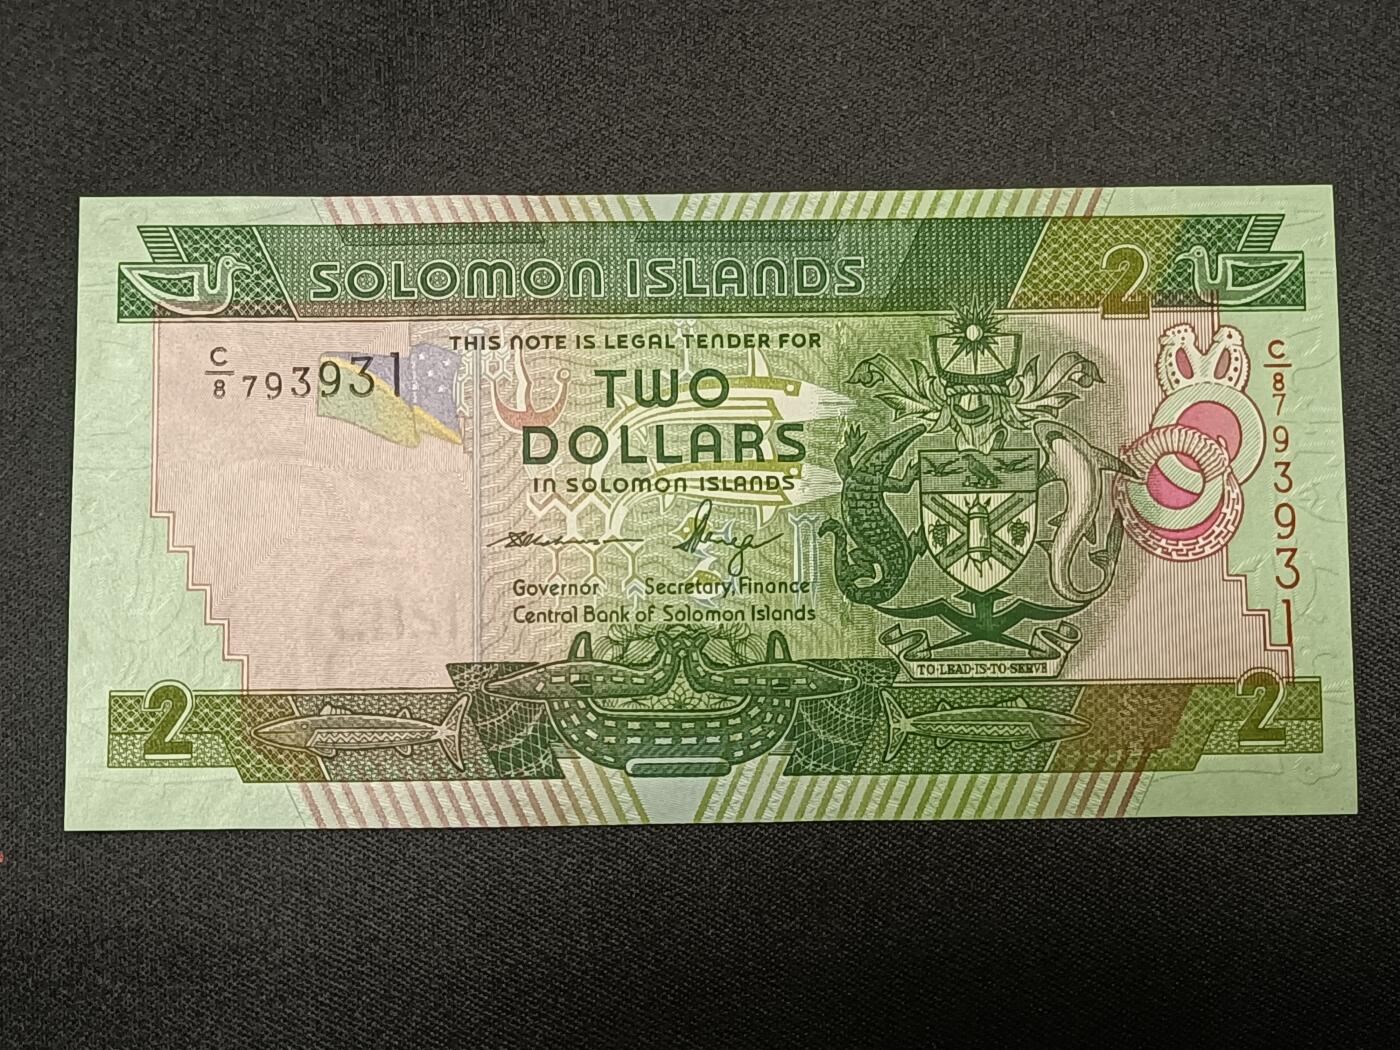 SOLOMON ISLANDS
2
C/8 793931
THIS NOTE IS LEGAL TENDER FOR
TWO
DOLLARS
IN SOLOMON ISLANDS
Governor Secretary, Finance
Central Bank of Solomon Islands
C/8 793931
TO·LEAD·IS·TO·SERVE
2
2